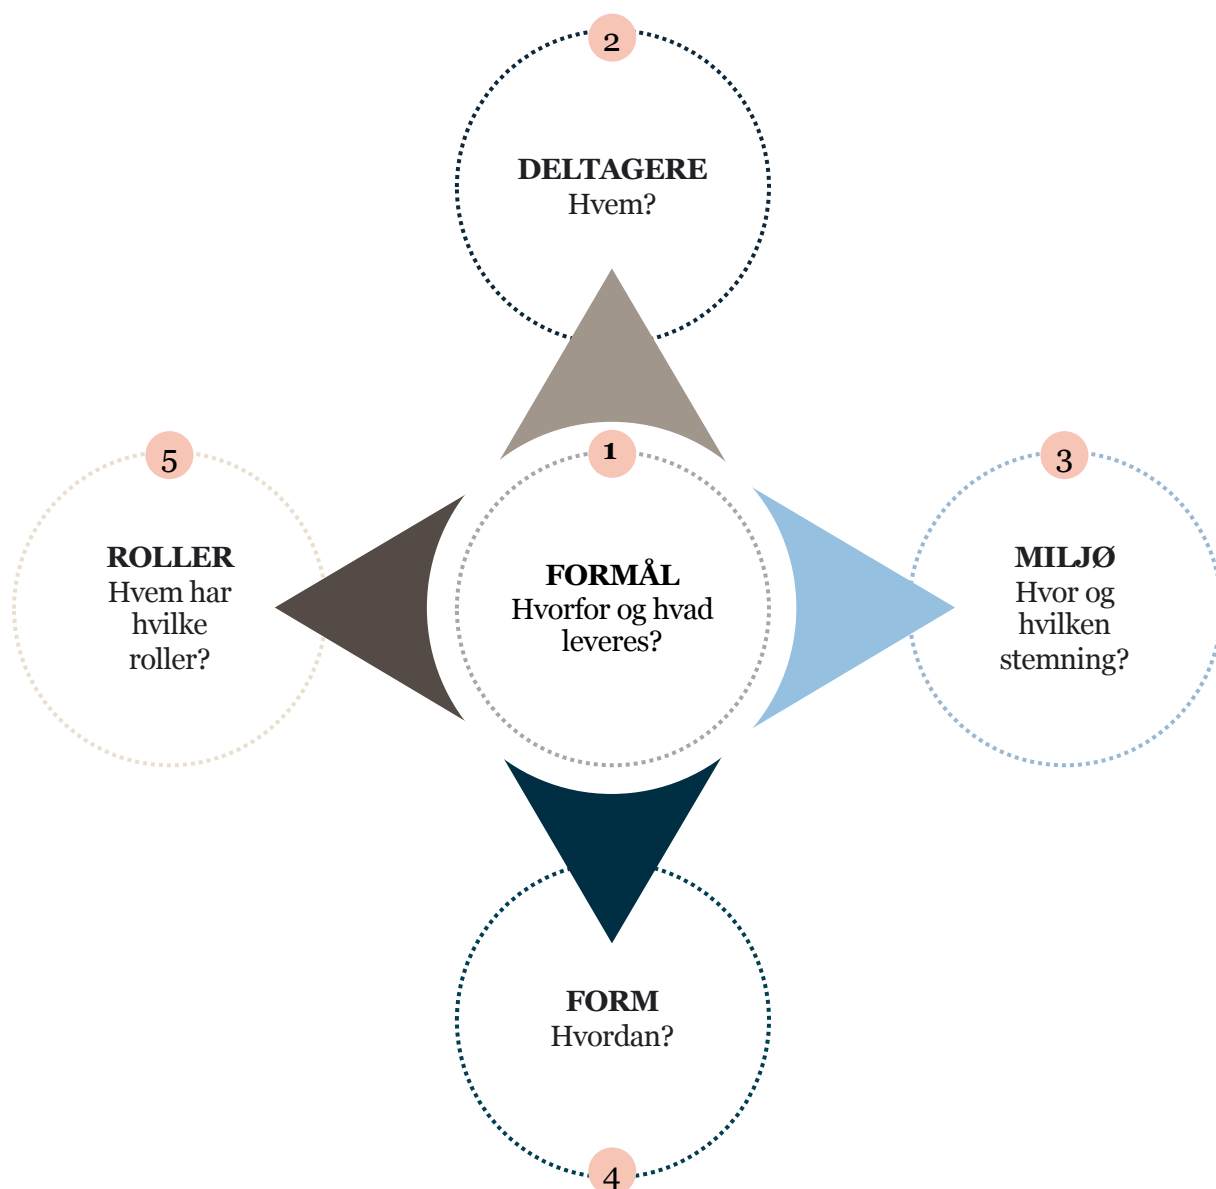 2
DELTAGERE
Hvem?
1
FORMÅL
Hvorfor og hvad
leveres?
3
MILJØ
Hvor og
hvilken
stemning?
4
FORM
Hvordan?
5
ROLLER
Hvem har
hvilke
roller?